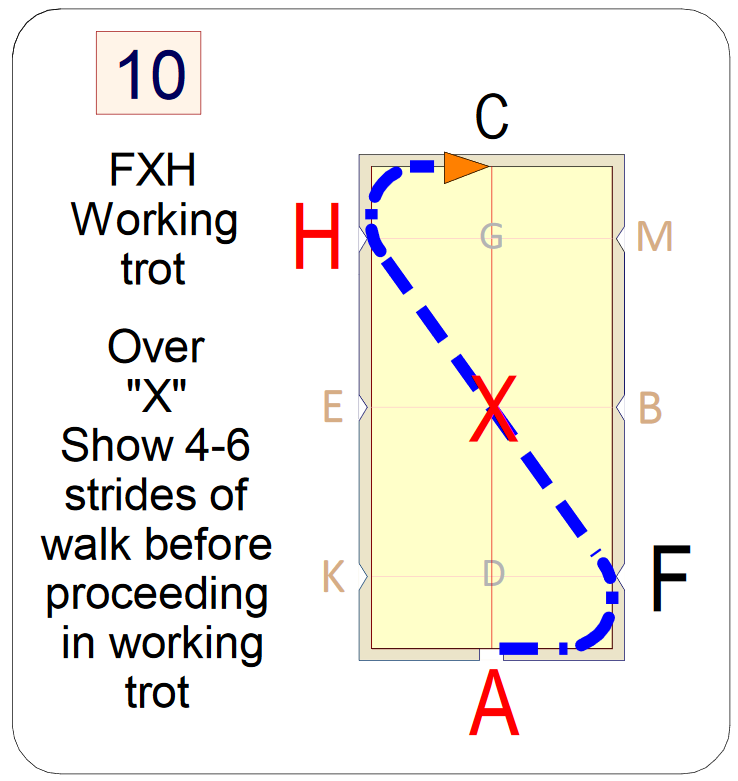 10
FXH
Working
trot
Over
"X"
Show 4-6
strides of
walk before
proceeding
in working
trot
C
H
G
M
E
X
B
K
D
F
A